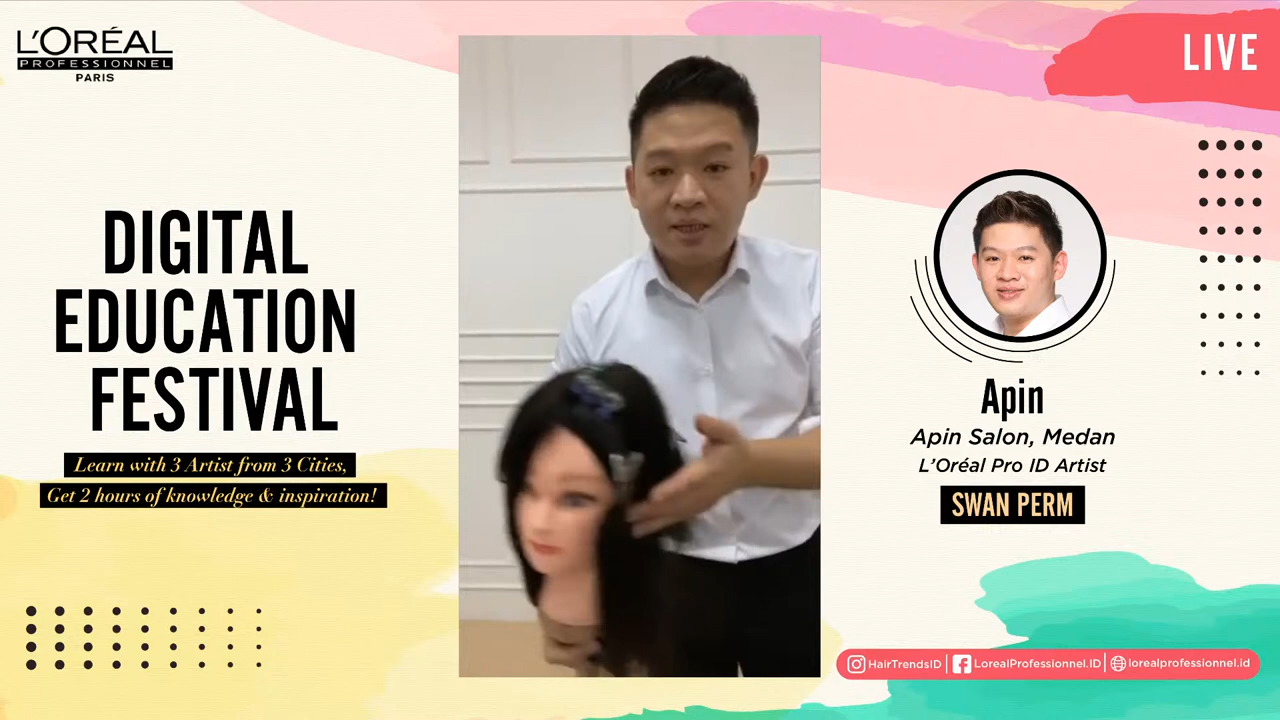 L'ORÉAL
PROFESSIONNEL
PARIS
LIVE
DIGITAL
EDUCATION
FESTIVAL
Learn with 3 Artist from 3 Cities,
Get 2 hours of knowledge & inspiration!
Apin
Apin Salon, Medan
L'Oréal Pro ID Artist
SWAN PERM
HairTrendsID | LorealProfessionnel.ID | lorealprofessionnel.id